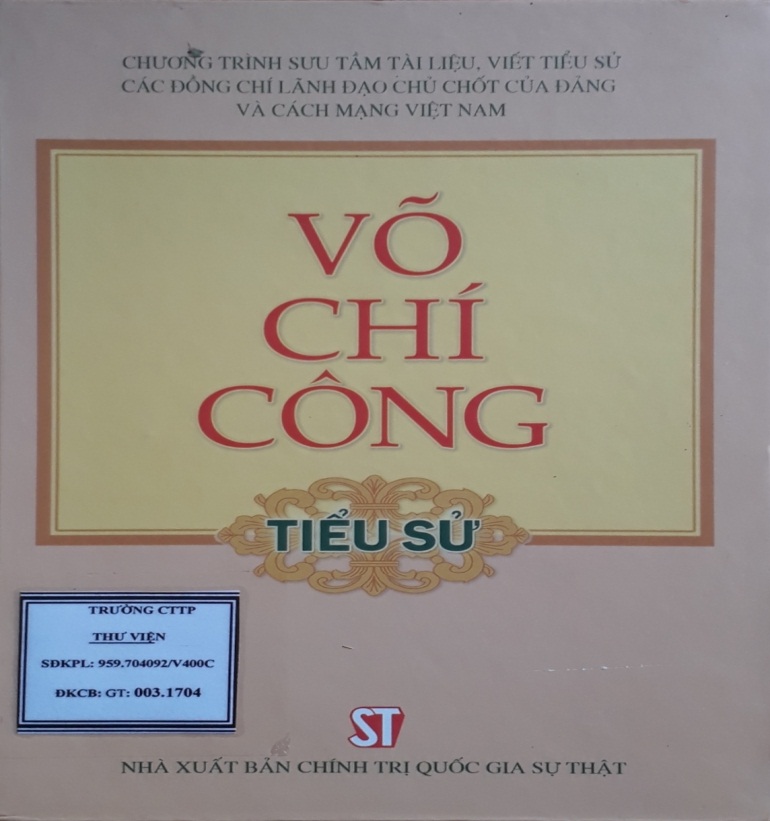 CHƯƠNG TRÌNH SƯU TẦM TÀI LIỆU, VIẾT TIỂU SỬ
CÁC ĐỒNG CHÍ LÃNH ĐẠO CHỦ CHỐT CỦA ĐẢNG
VÀ CÁCH MẠNG VIỆT NAM
VÕ
CHÍ
CÔNG
TIỂU SỬ
TRƯỜNG CTTP
THƯ VIỆN
SĐKPL: 959.704092/V400C
ĐKCB: GT: 003.1704
ST
NHÀ XUẤT BẢN CHÍNH TRỊ QUỐC GIA SỰ THẬT